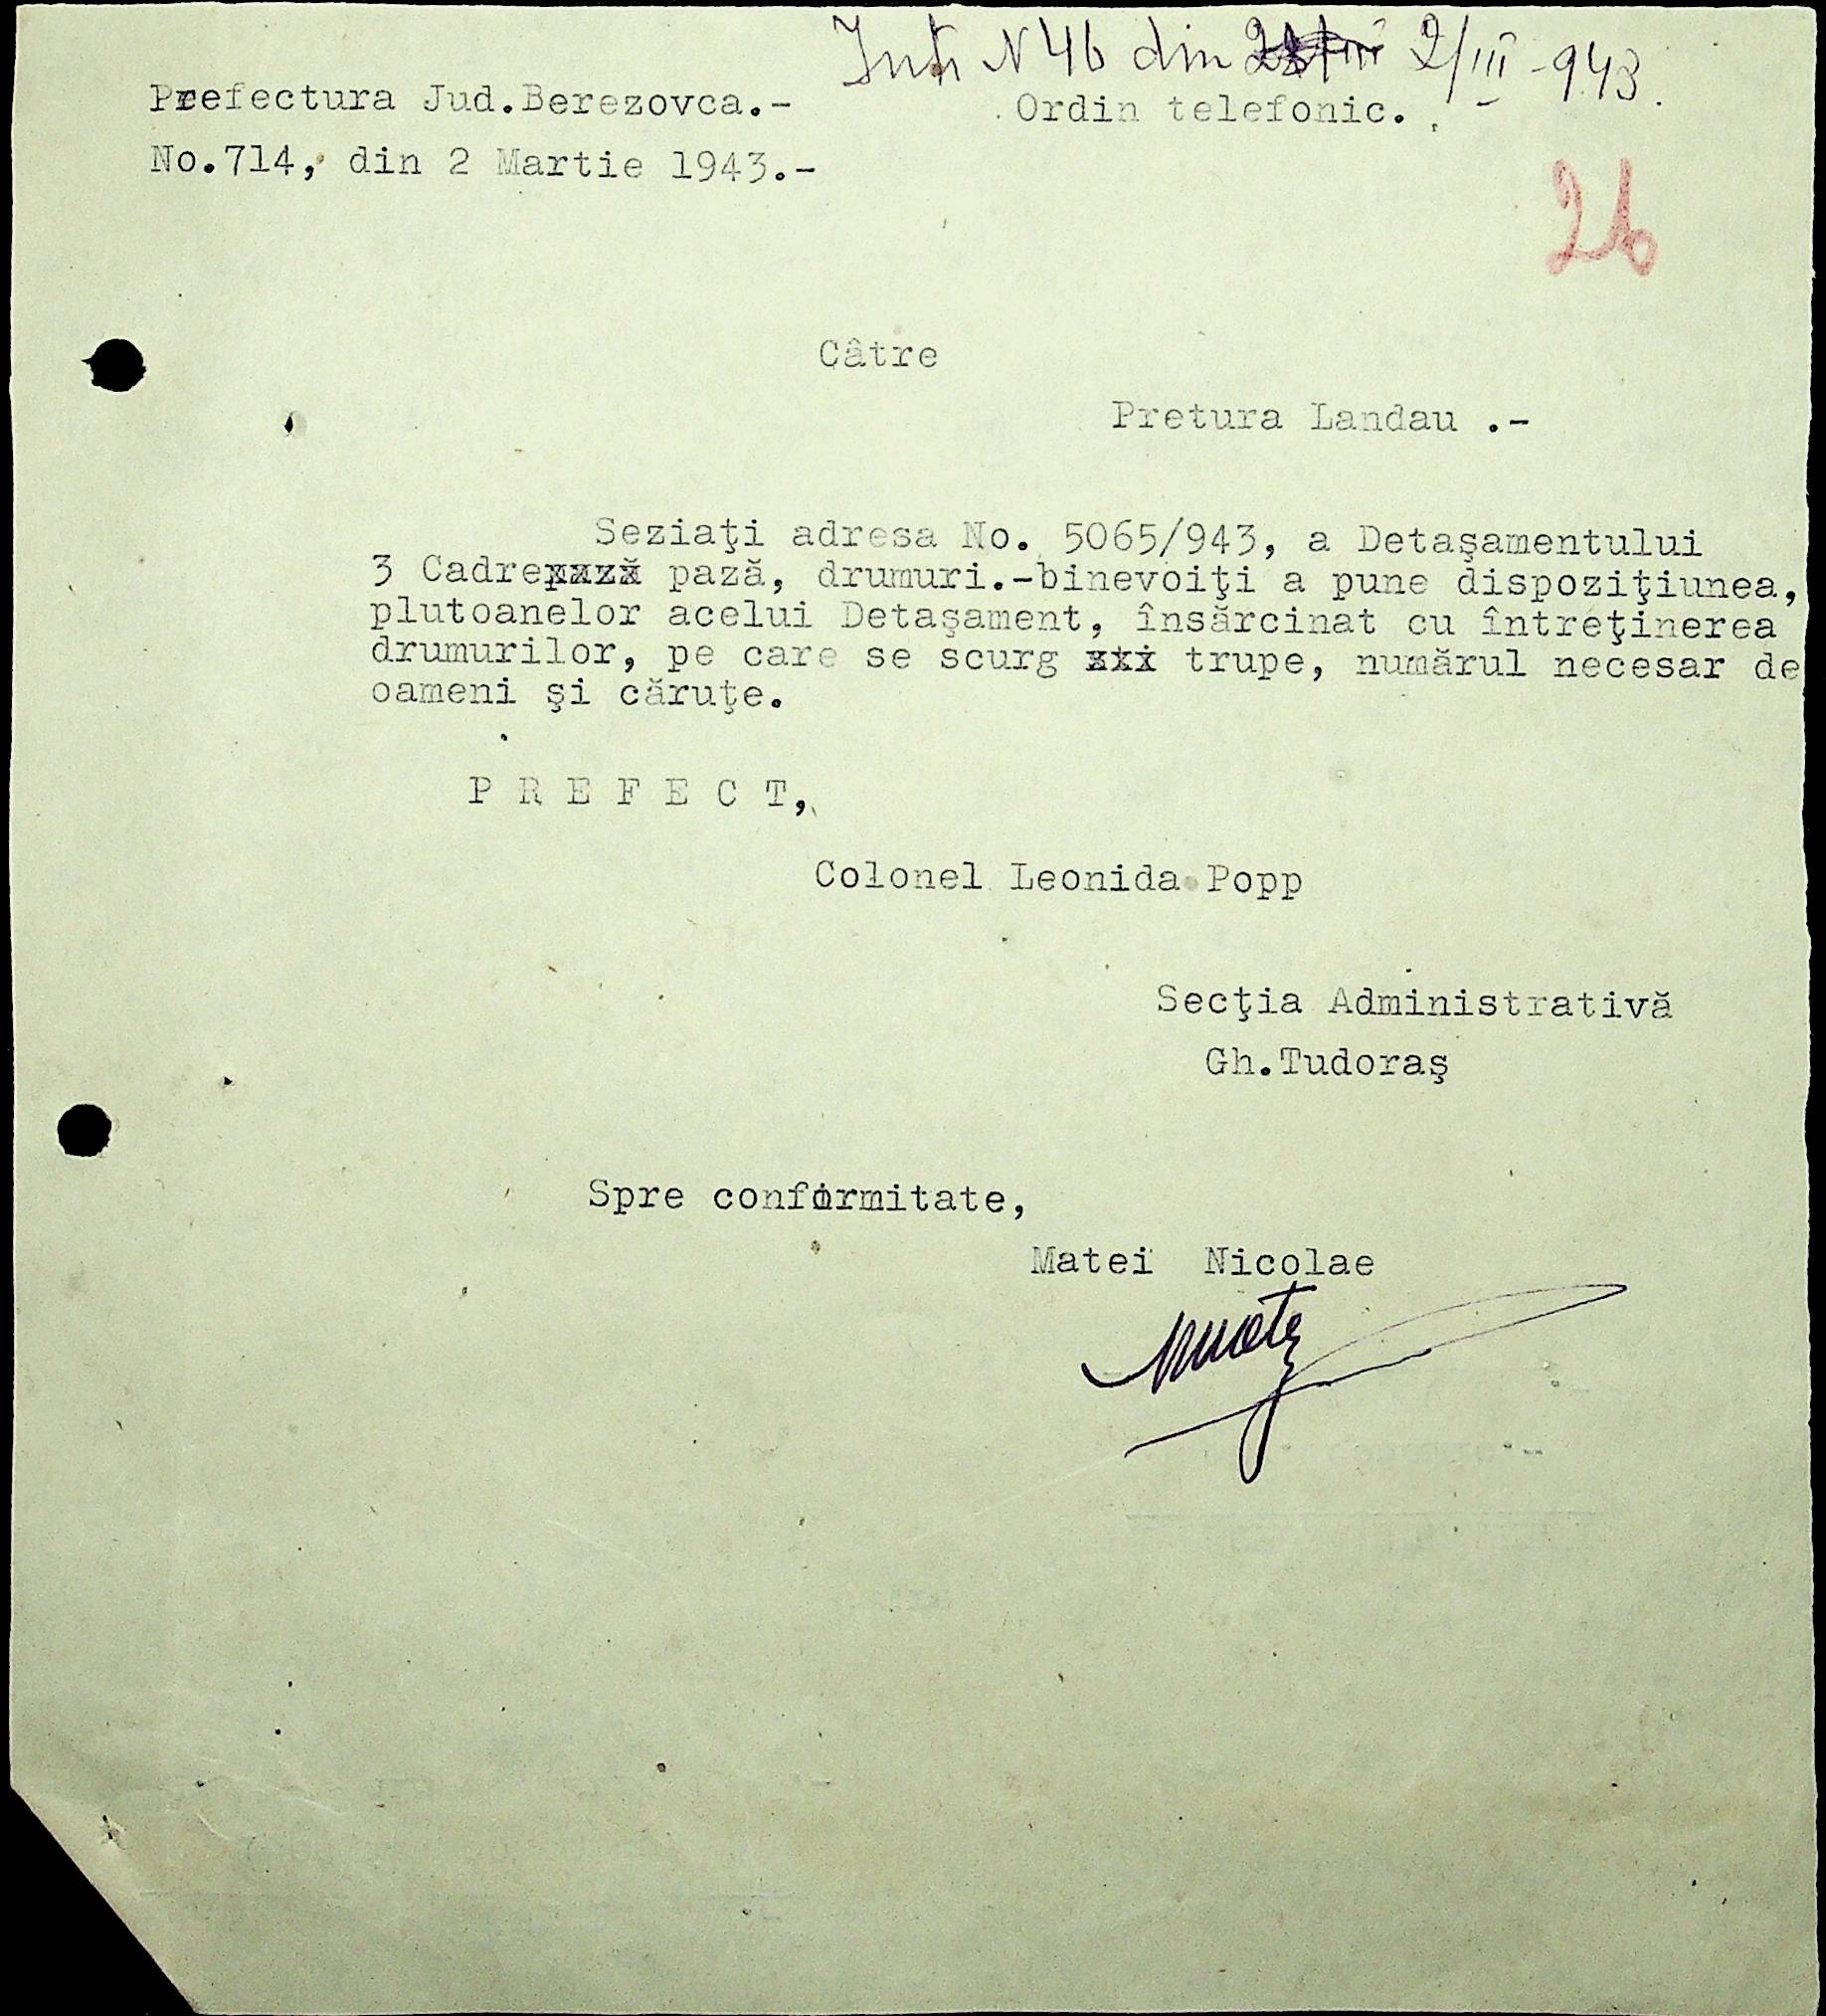 Intr N 46 din 2/III-943.
Prefectura Jud.Berezovca.-
Ordin telefonic.
No.714, din 2 Martie 1943.-
26
Câtre
Pretura Landau .-
Seziaţi adresa No. 5065/943, a Detaşamentului
3 Cadre pază, drumuri.-binevoiţi a pune dispoziţiunea,
plutoanelor acelui Detaşament, însărcinat cu întreţinerea
drumurilor, pe care se scurg trupe, numărul necesar de
oameni şi căruţe.
P R E F E C T,
Colonel Leonida Popp
Secţia Administrativă
Gh.Tudoraş
Spre conformitate,
Matei Nicolae